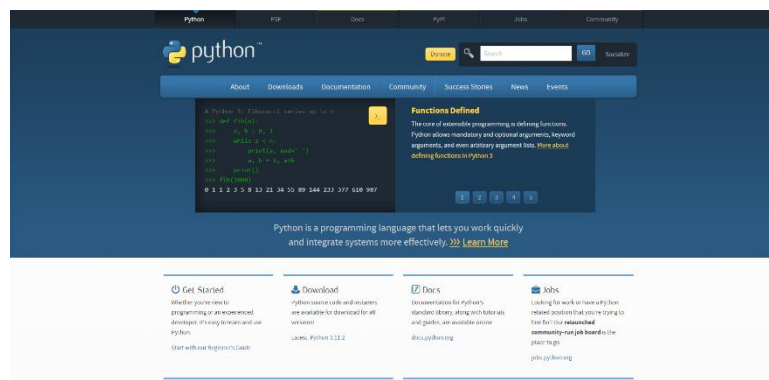 Python
PSF
Docs
PyPI
Jobs
Community
python™
Donate
Search
GO
Socialize
About
Downloads
Documentation
Community
Success Stories
News
Events
# Python 3: Fibonacci series up to n
>>> def fib(n):
>>>     a, b = 0, 1
>>>     while a < n:
>>>         print(a, end=' ')
>>>         a, b = b, a+b
>>>     print()
>>> fib(1000)
0 1 1 2 3 5 8 13 21 34 55 89 144 233 377 610 987
>_
Functions Defined
The core of extensible programming is defining functions.
Python allows mandatory and optional arguments, keyword
arguments, and even arbitrary argument lists. More about
defining functions in Python 3
1 2 3 4 5
Python is a programming language that lets you work quickly
and integrate systems more effectively. >>> Learn More
Get Started
Whether you're new to
programming or an experienced
developer, it's easy to learn and use
Python.
Start with our Beginner's Guide
Download
Python source code and installers
are available for download for all
versions!
Latest: Python 3.11.2
Docs
Documentation for Python's
standard library, along with tutorials
and guides, are available online.
docs.python.org
Jobs
Looking for work or have a Python
related position that you're trying to
hire for? Our relaunched
community-run job board is the
place to go.
jobs.python.org